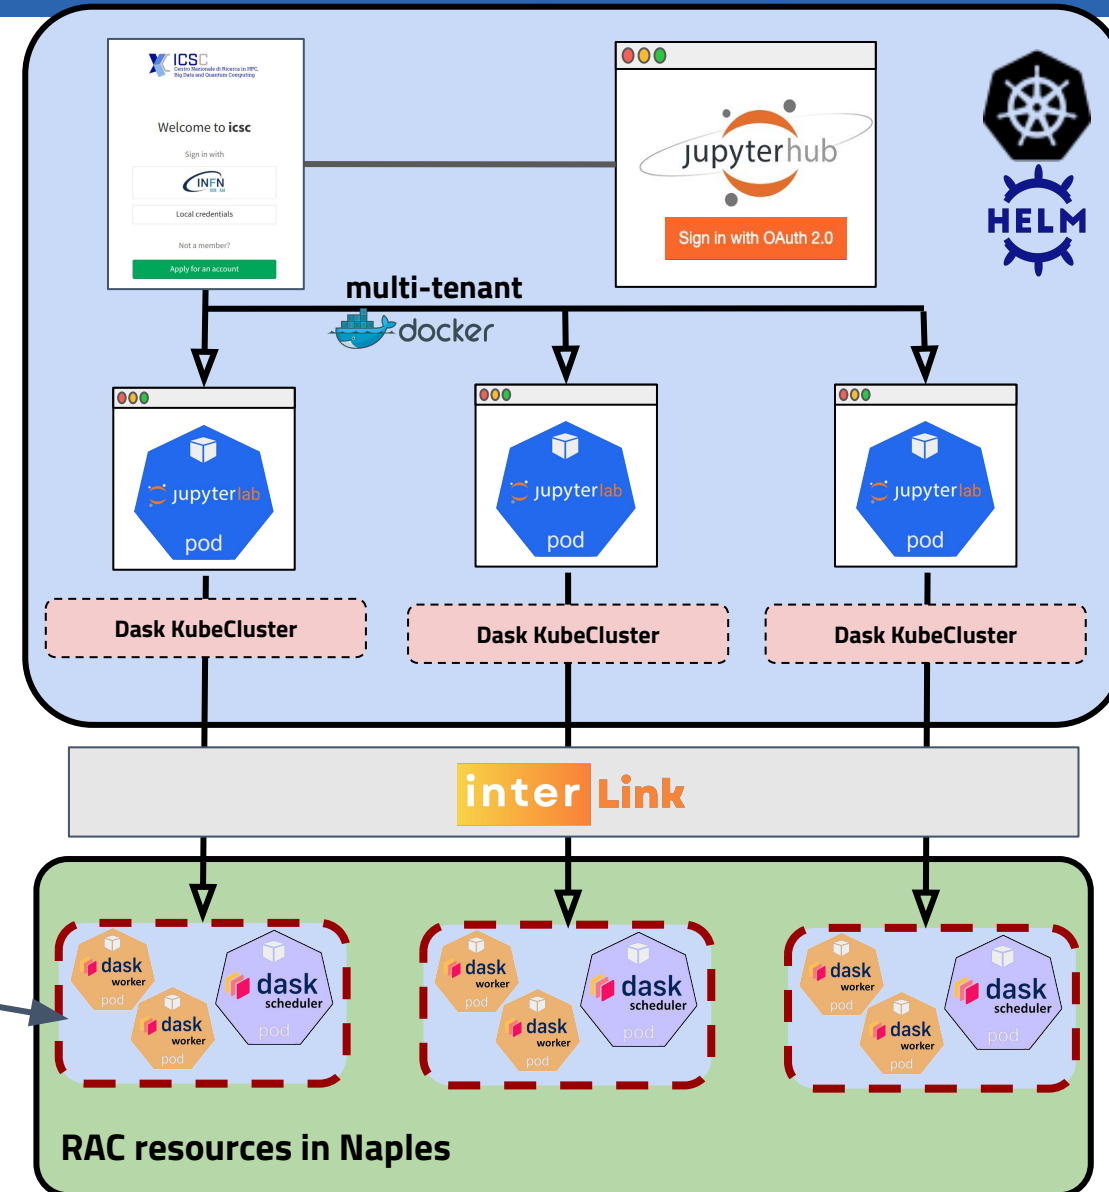 ICSC
Centro Nazionale di Ricerca in HPC,
Big Data and Quantum Computing
Welcome to icsc
Sign in with
INFN
Local credentials
Not a member?
Apply for an account
jupyterhub
Sign in with OAuth 2.0
HELM
multi-tenant
docker
jupyterlab
pod
jupyterlab
pod
jupyterlab
pod
Dask KubeCluster
Dask KubeCluster
Dask KubeCluster
inter Link
dask
worker
pod
dask
worker
pod
dask
scheduler
pod
dask
worker
pod
dask
worker
pod
dask
scheduler
pod
dask
worker
pod
dask
worker
pod
dask
scheduler
pod
RAC resources in Naples